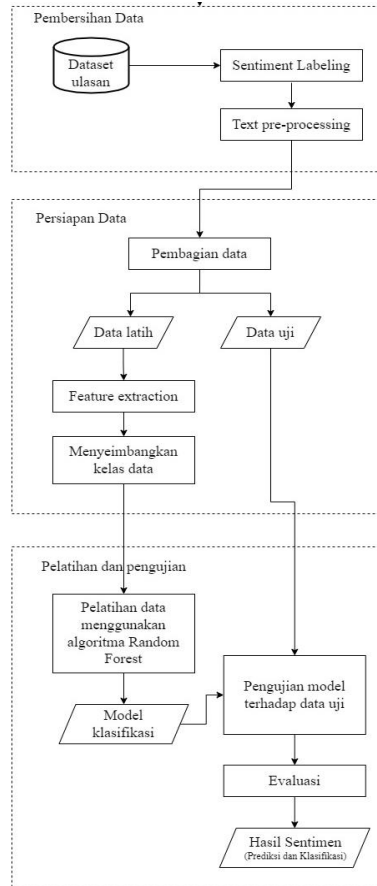 Pembersihan Data
Dataset
ulasan
Sentiment Labeling
Text pre-processing
Persiapan Data
Pembagian data
Data latih
Data uji
Feature extraction
Menyeimbangkan
kelas data
Pelatihan dan pengujian
Pelatihan data
menggunakan
algoritma Random
Forest
Pengujian model
terhadap data uji
Model
klasifikasi
Evaluasi
Hasil Sentimen
(Prediksi dan Klasifikasi)